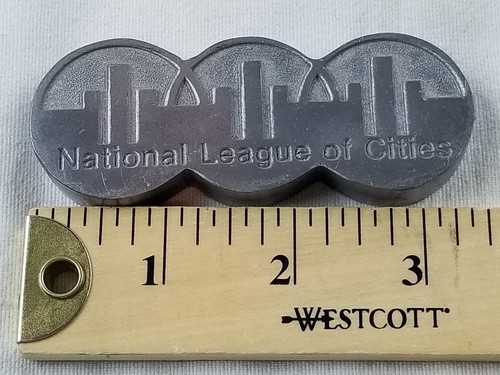 National League of Cities
1 2 3
WESTCOTT